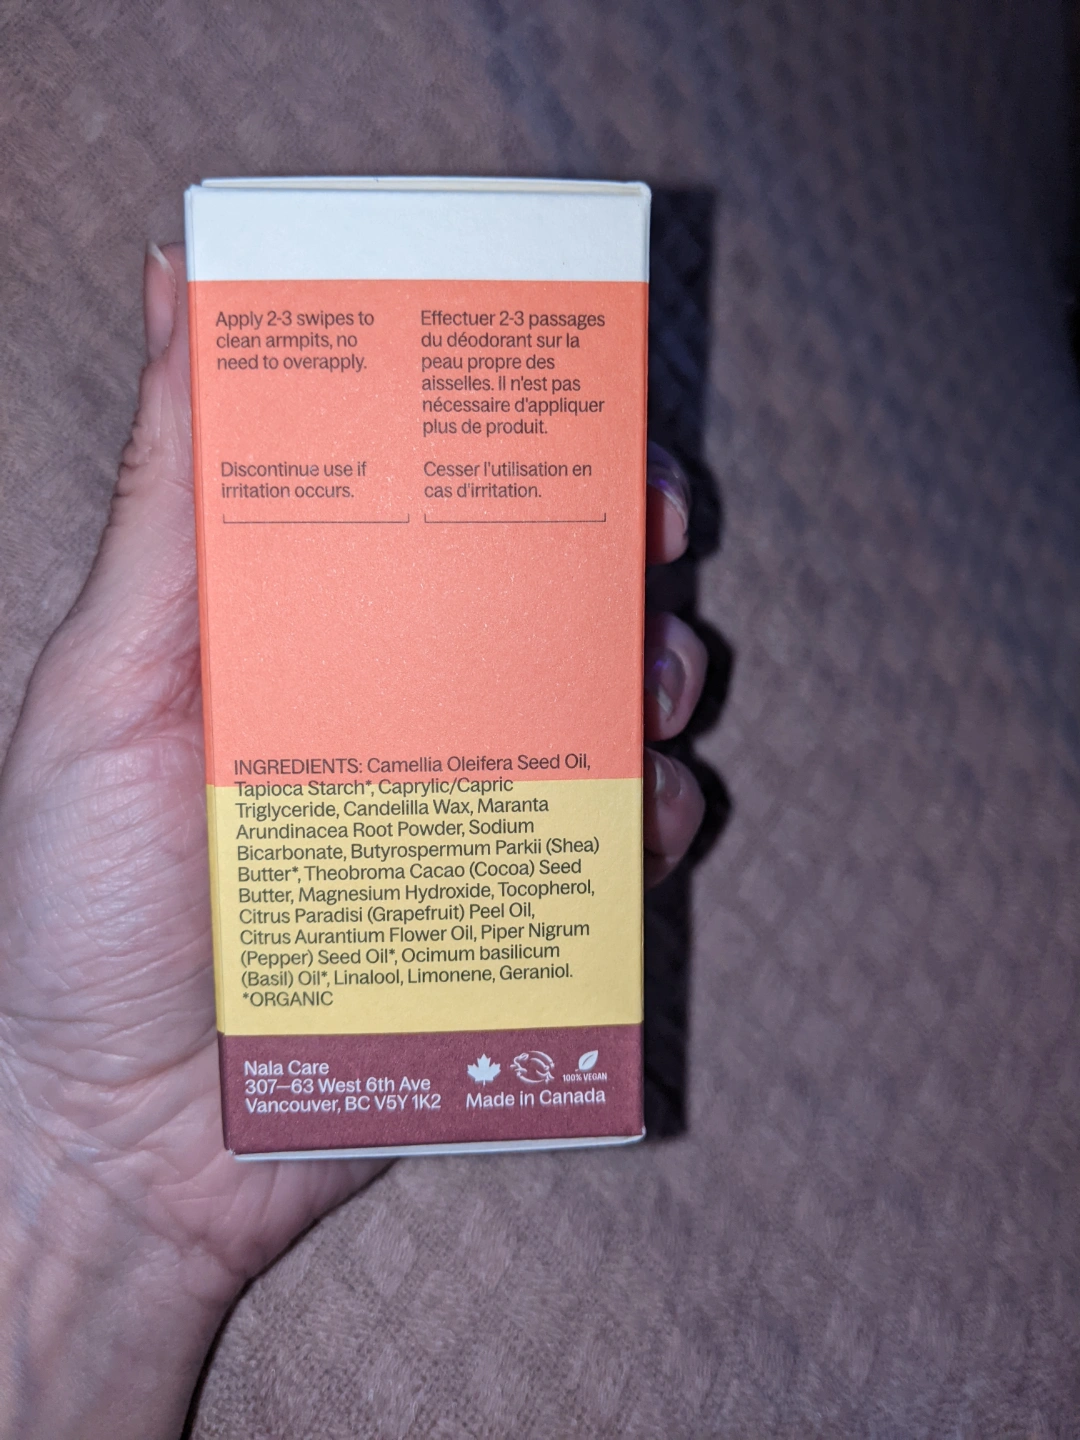 Apply 2-3 swipes to
clean armpits, no
need to overapply.
Discontinue use if
irritation occurs.
Effectuer 2-3 passages
du déodorant sur la
peau propre des
aisselles. Il n'est pas
nécessaire d'appliquer
plus de produit.
Cesser l'utilisation en
cas d'irritation.
INGREDIENTS: Camellia Oleifera Seed Oil,
Tapioca Starch*, Caprylic/Capric
Triglyceride, Candelilla Wax, Maranta
Arundinacea Root Powder, Sodium
Bicarbonate, Butyrospermum Parkii (Shea)
Butter*, Theobroma Cacao (Cocoa) Seed
Butter, Magnesium Hydroxide, Tocopherol,
Citrus Paradisi (Grapefruit) Peel Oil,
Citrus Aurantium Flower Oil, Piper Nigrum
(Pepper) Seed Oil*, Ocimum basilicum
(Basil) Oil*, Linalool, Limonene, Geraniol.
*ORGANIC
Nala Care
307–63 West 6th Ave
Vancouver, BC V5Y 1K2
100% VEGAN
Made in Canada